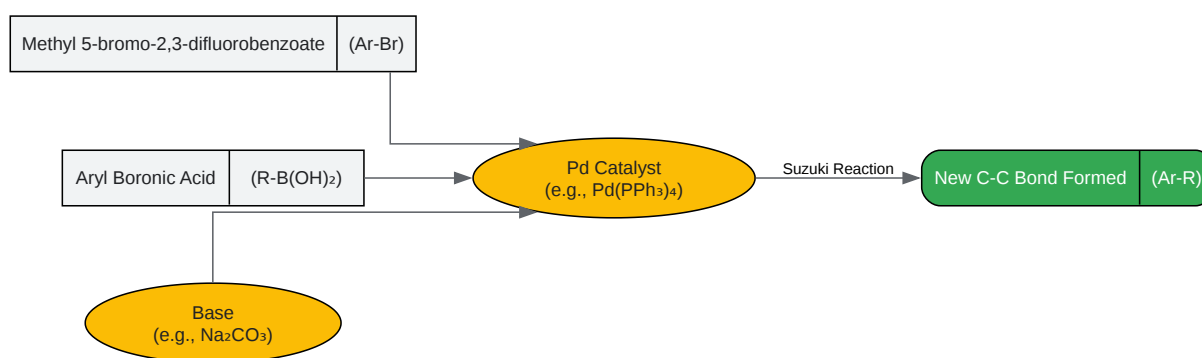 Methyl 5-bromo-2,3-difluorobenzoate (Ar-Br)
Aryl Boronic Acid (R-B(OH)₂)
Pd Catalyst
(e.g., Pd(PPh₃)₄)
Suzuki Reaction
New C-C Bond Formed (Ar-R)
Base
(e.g., Na₂CO₃)